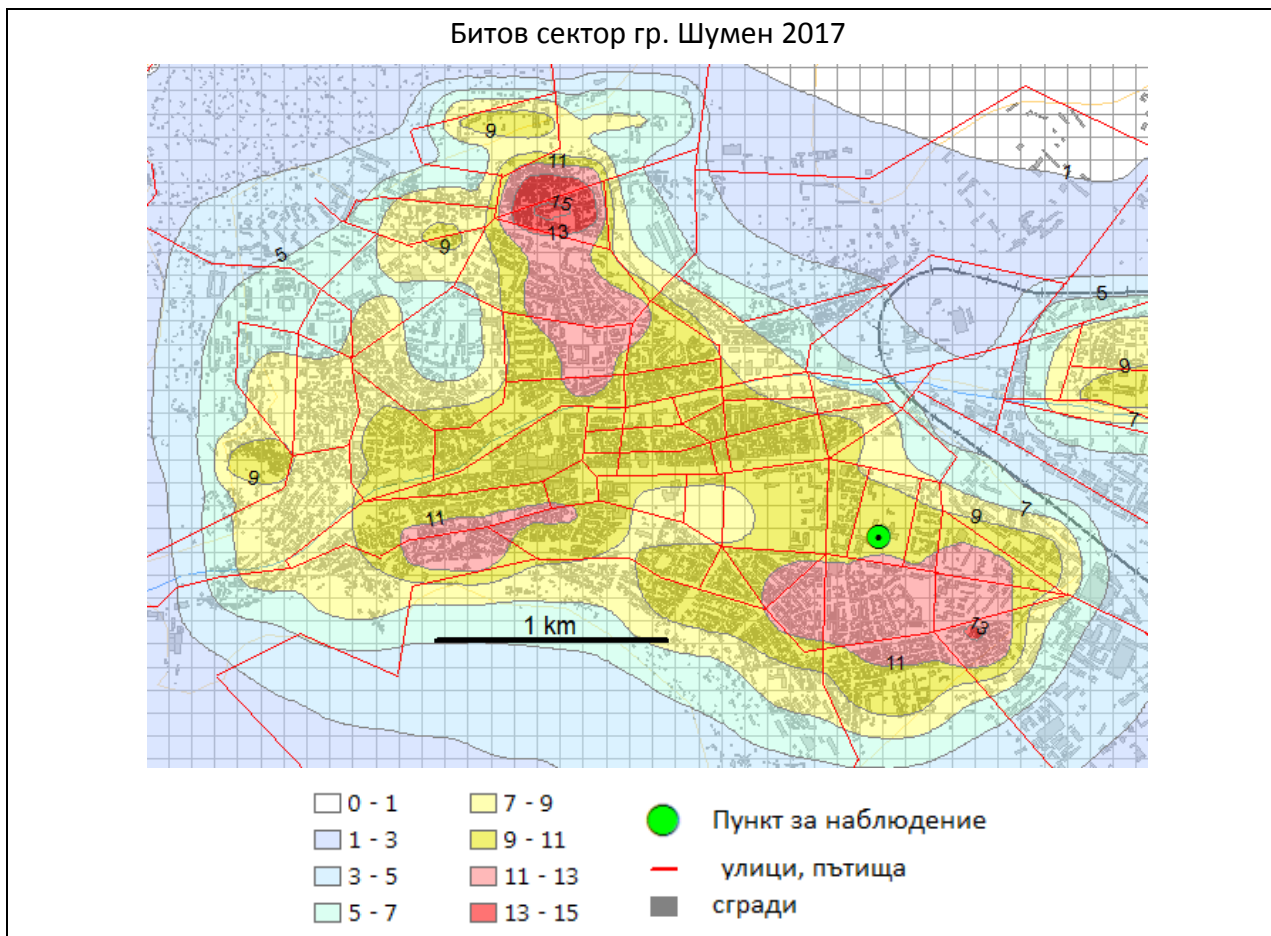 Битов сектор гр. Шумен 2017
9
11
15
13
1
9
5
5
9
7
9
11
9
7
1 km
13
11
0 - 1
1 - 3
3 - 5
5 - 7
7 - 9
9 - 11
11 - 13
13 - 15
Пункт за наблюдение
улици, пътища
сгради